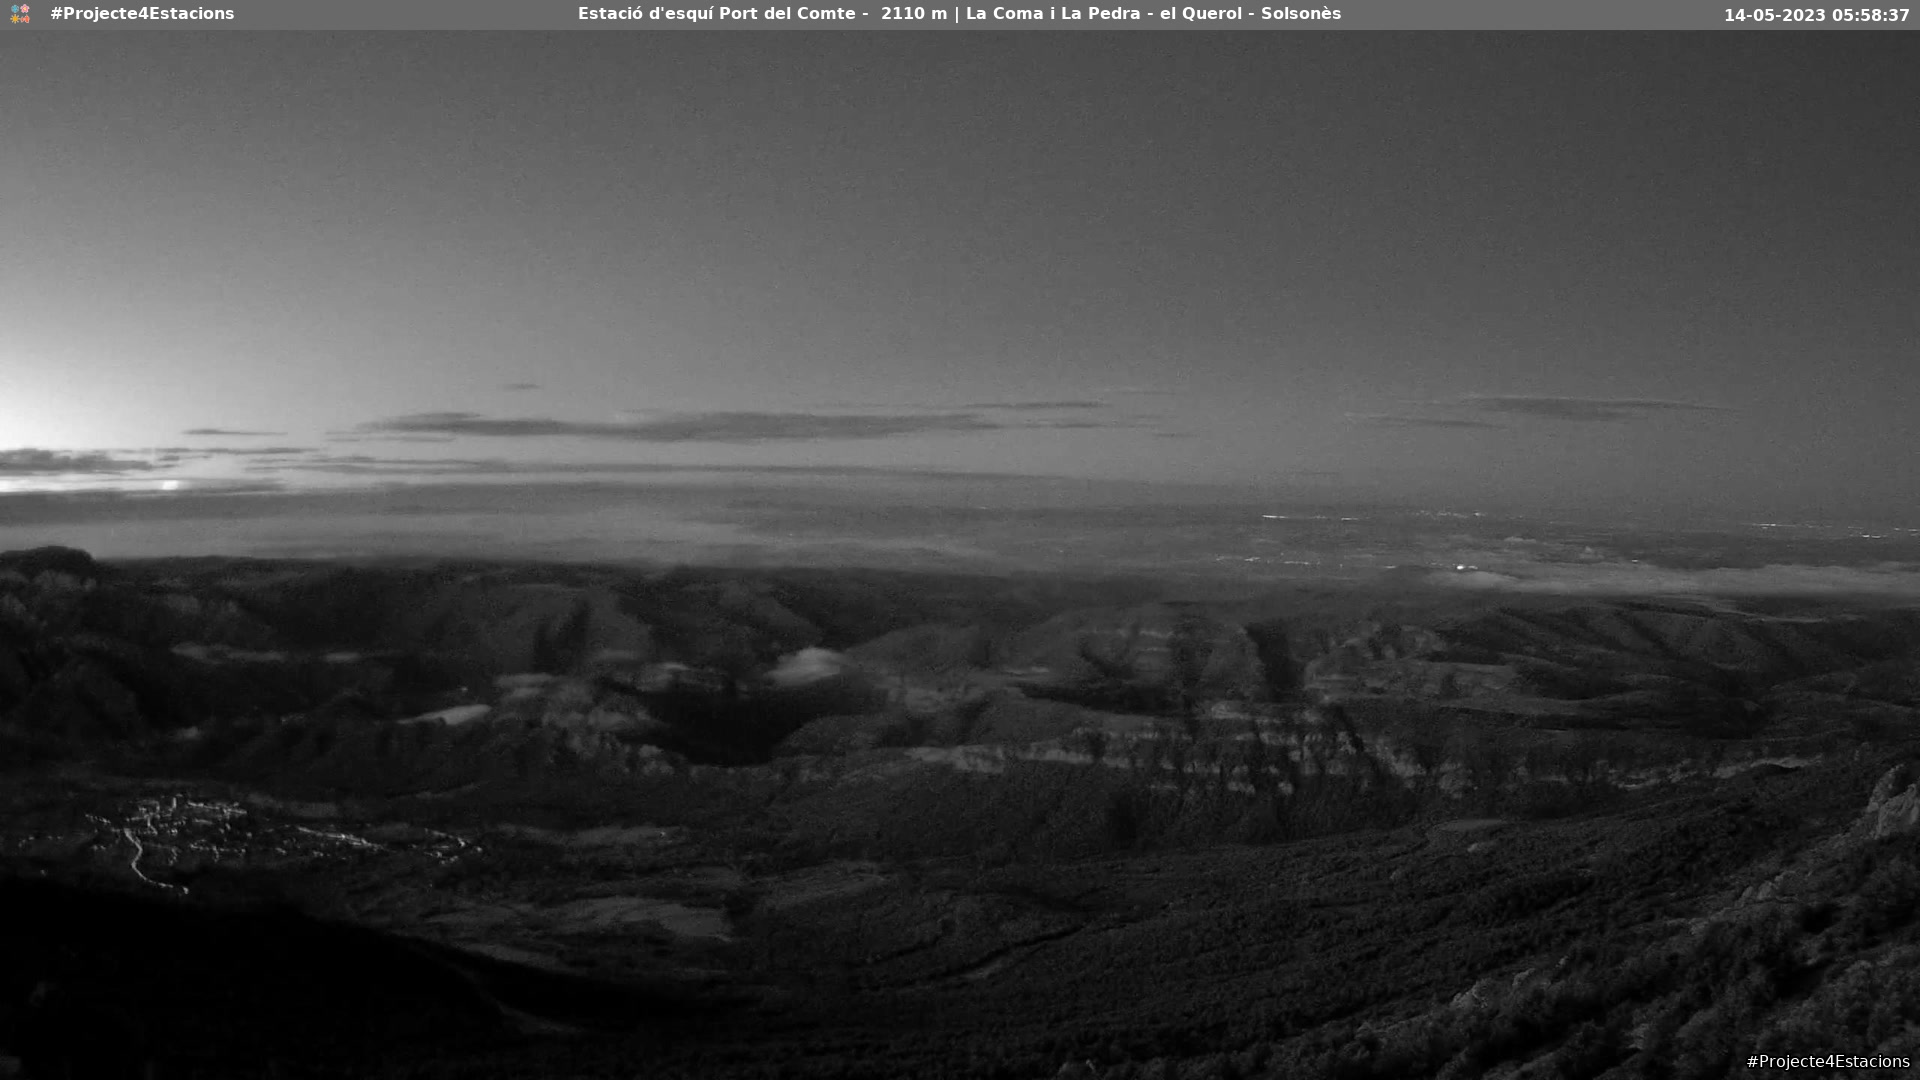 #Projecte4Estacions
Estació d'esquí Port del Comte -  2110 m | La Coma i La Pedra - el Querol - Solsonès
14-05-2023 05:58:37
#Projecte4Estacions